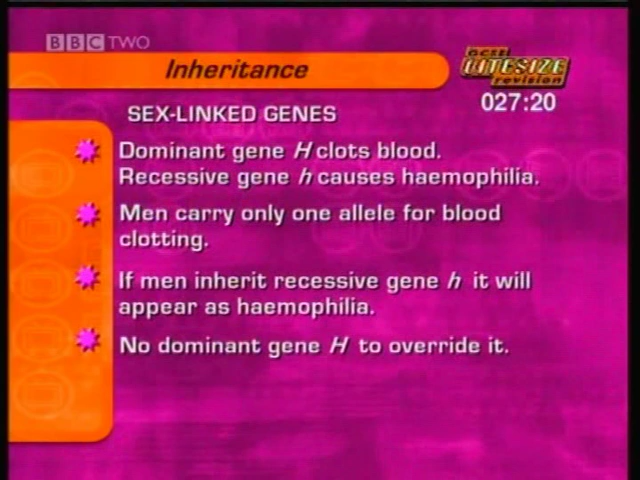 BBC TWO
Inheritance
GCSE
BITESIZE
revision
027:20
SEX-LINKED GENES
Dominant gene H clots blood.
Recessive gene h causes haemophilia.
Men carry only one allele for blood
clotting.
If men inherit recessive gene h it will
appear as haemophilia.
No dominant gene H to override it.